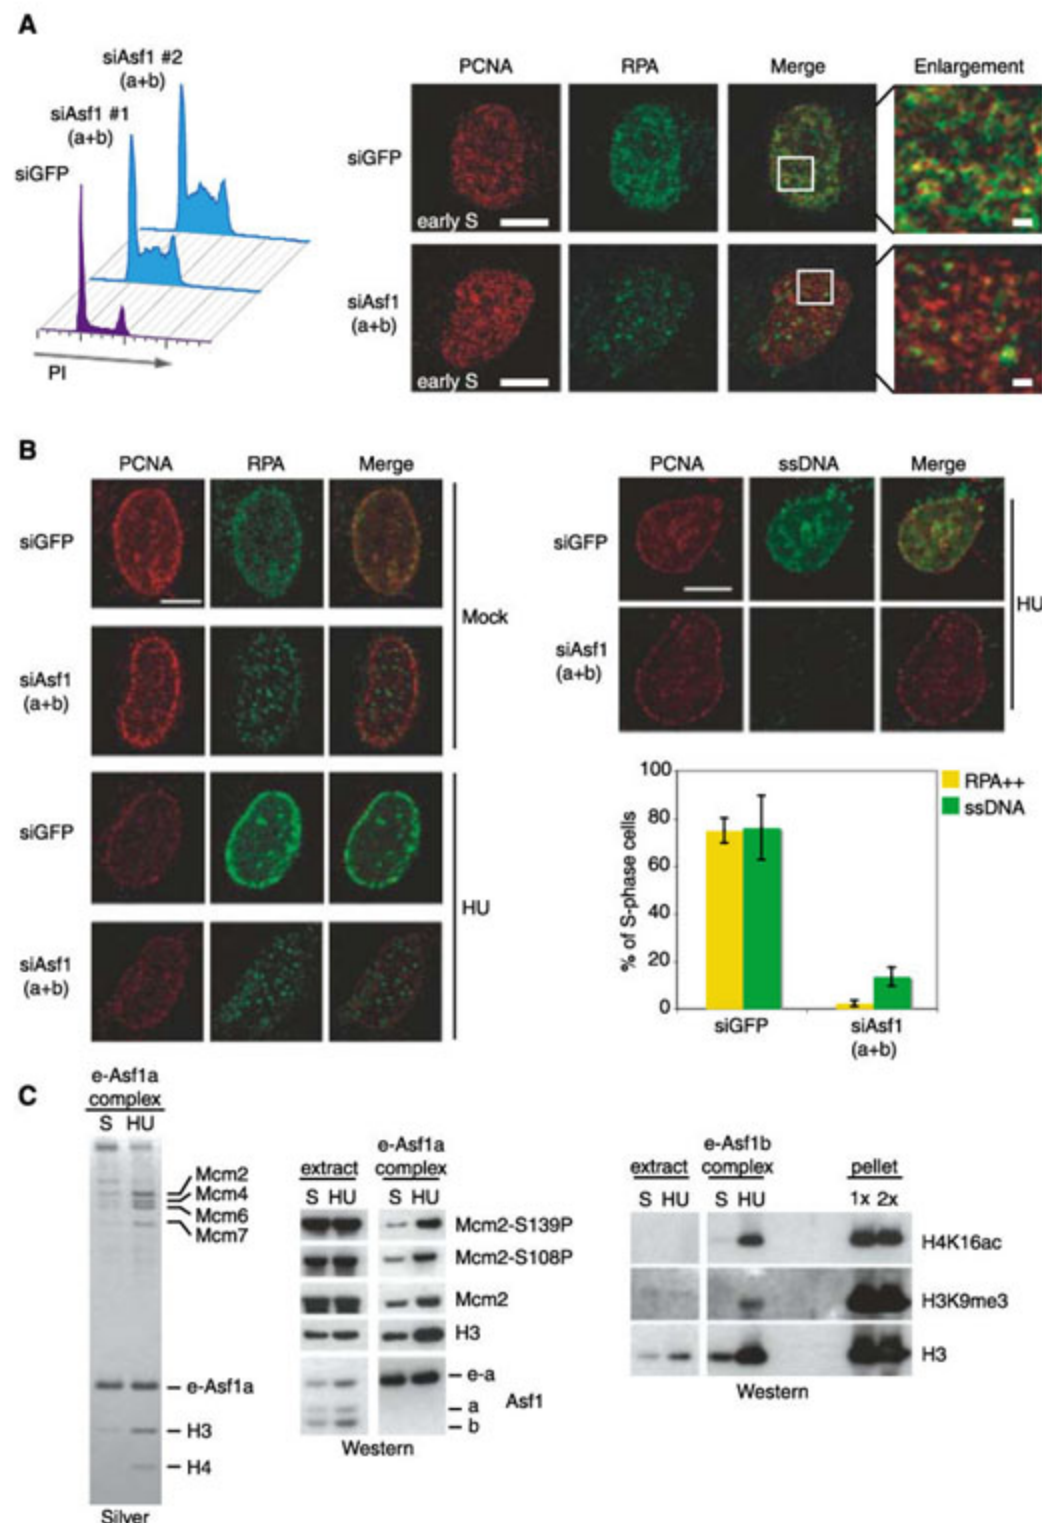 A
siAsf1 #2
(a+b)
siAsf1 #1
(a+b)
siGFP
PI
PCNA RPA Merge Enlargement
siGFP
early S
siAsf1
(a+b)
early S
B
PCNA RPA Merge
siGFP
siAsf1
(a+b)
Mock
siGFP
siAsf1
(a+b)
HU
PCNA ssDNA Merge
siGFP
siAsf1
(a+b)
HU
% of S-phase cells
100
80
60
40
20
0
siGFP siAsf1
(a+b)
RPA++
ssDNA
C
e-Asf1a
complex
S HU
Mcm2
Mcm4
Mcm6
Mcm7
e-Asf1a
H3
H4
Silver
extract e-Asf1a
complex
S HU S HU
Mcm2-S139P
Mcm2-S108P
Mcm2
H3
e-a
a
b
Asf1
Western
extract e-Asf1b
complex pellet
S HU S HU 1x 2x
H4K16ac
H3K9me3
H3
Western